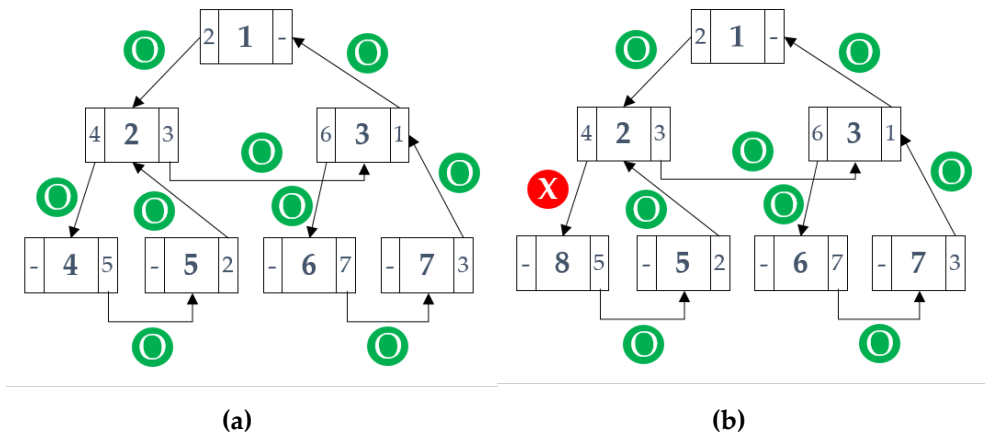 O 2 1 - O O 2 1 - O
4 2 3 O 6 3 1 4 2 3 O 6 3 1
O O O O X O O O
- 4 5 - 5 2 - 6 7 - 7 3 - 8 5 - 5 2 - 6 7 - 7 3
O O O O
(a) (b)